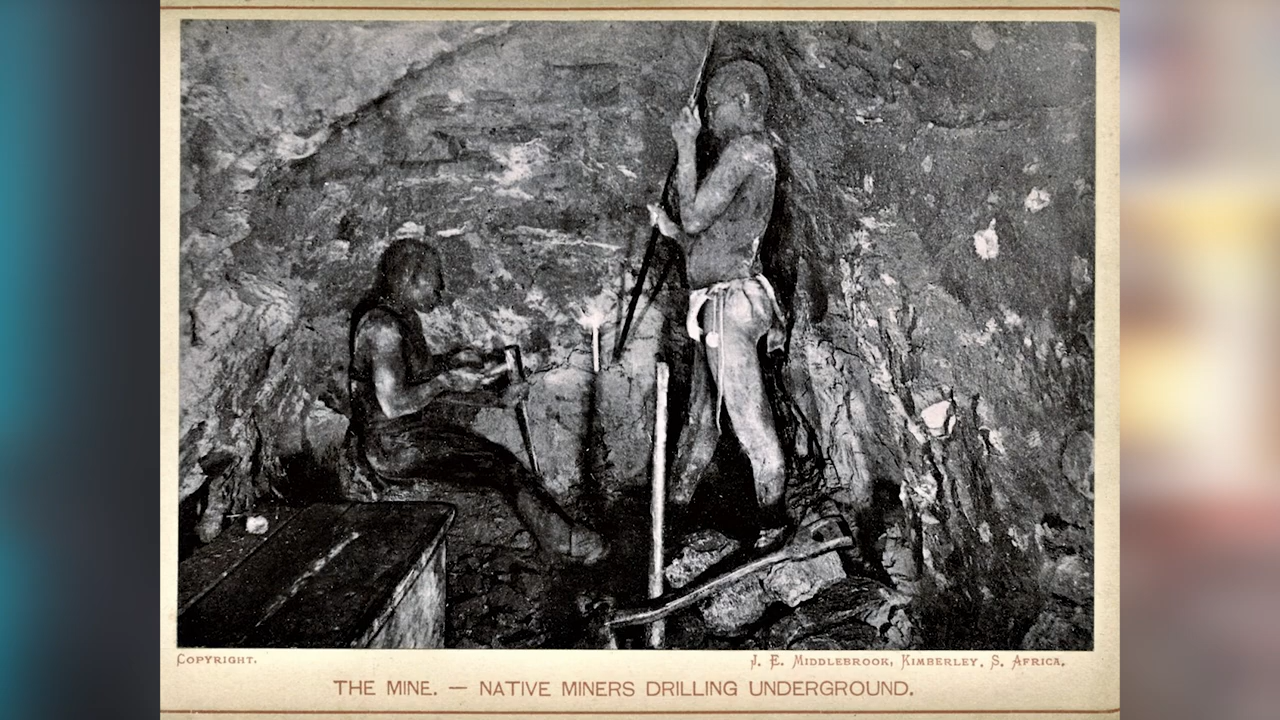 COPYRIGHT.
J. E. MIDDLEBROOK, KIMBERLEY, S. AFRICA.
THE MINE. — NATIVE MINERS DRILLING UNDERGROUND.